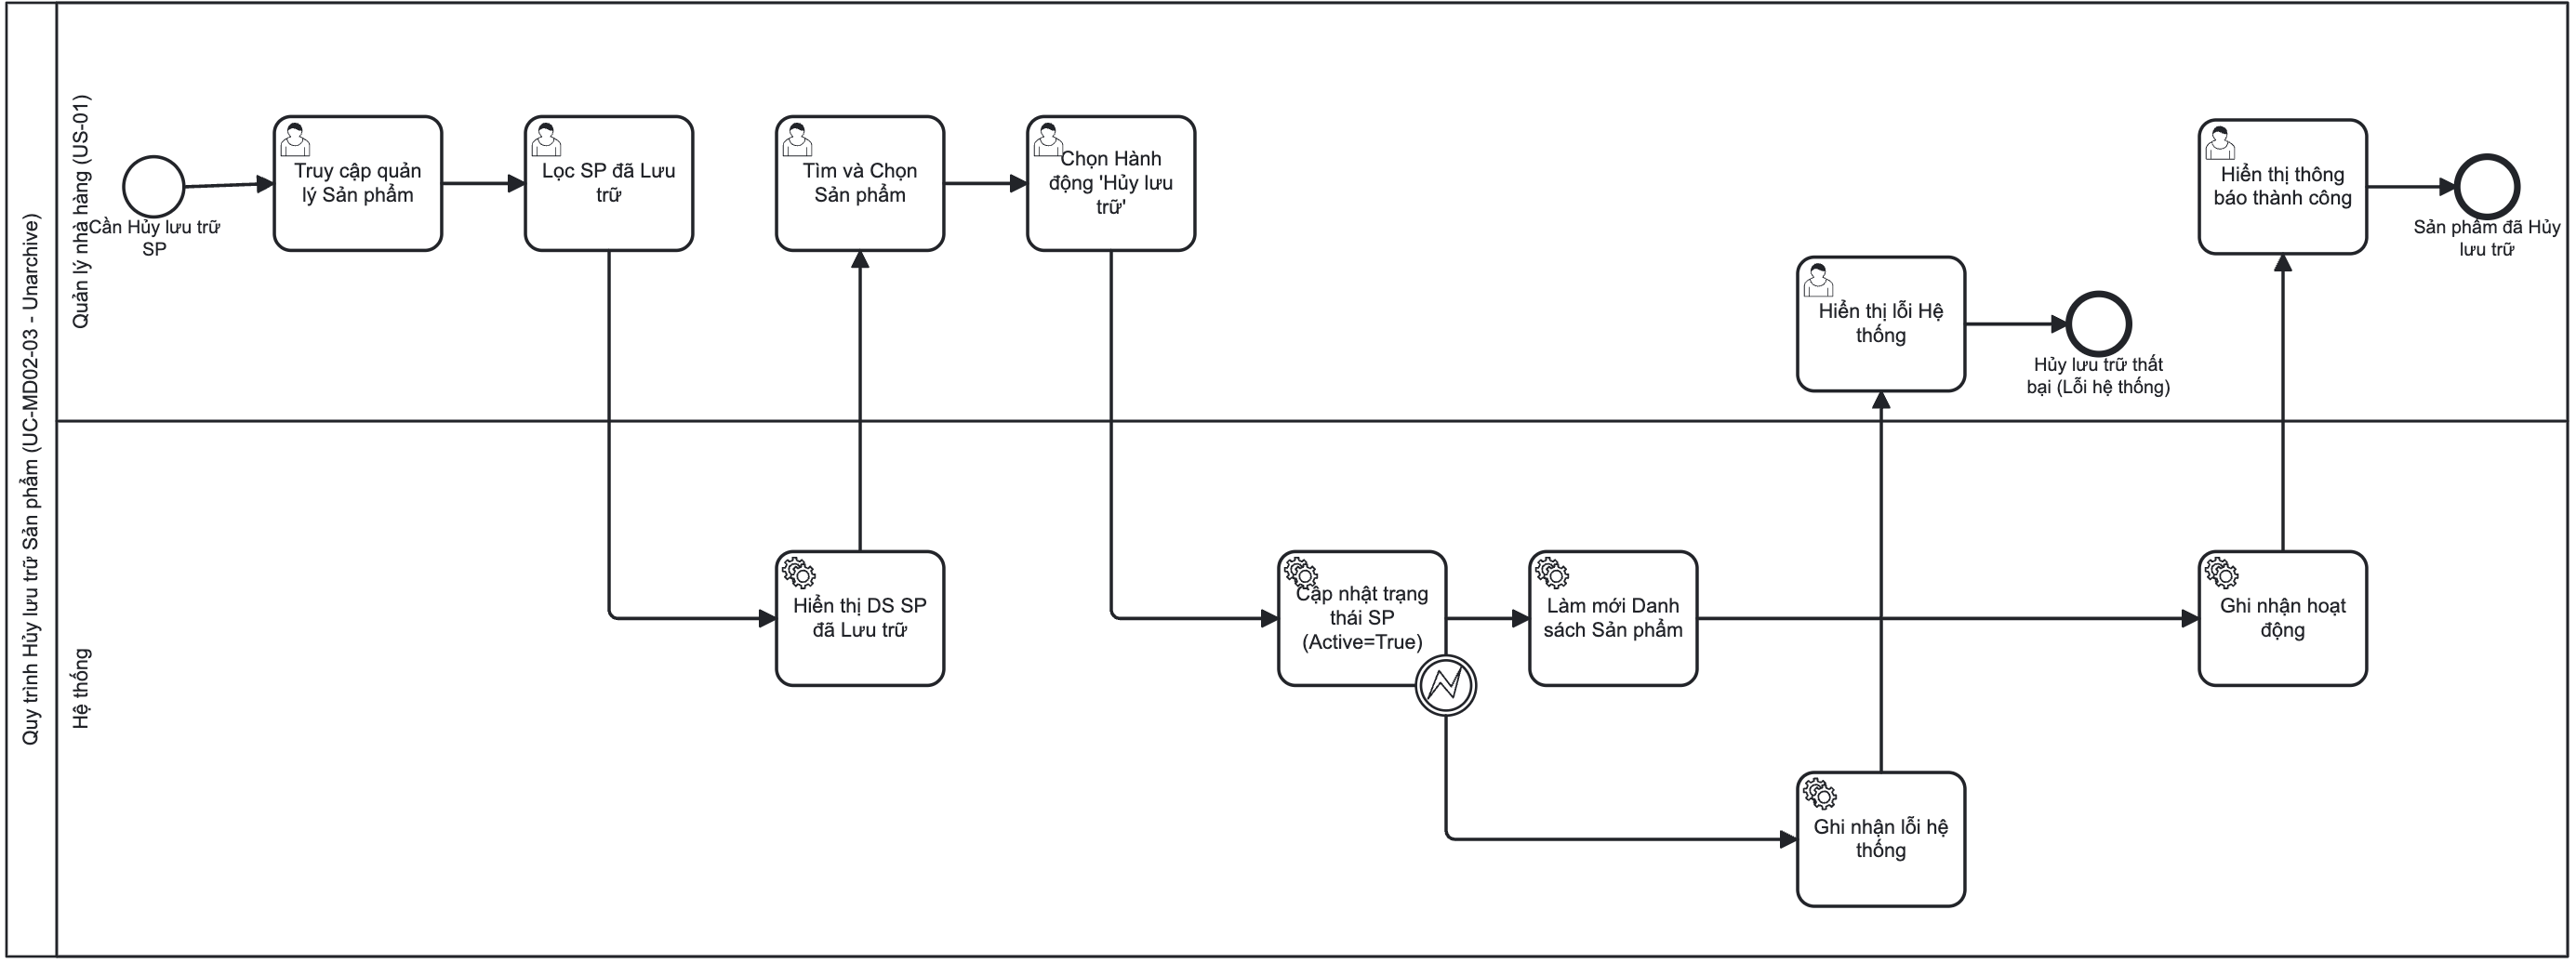 Quy trình Hủy lưu trữ Sản phẩm (UC-MD02-03 - Unarchive)
Quản lý nhà hàng (US-01)
Cần Hủy lưu trữ
SP
Truy cập quản
lý Sản phẩm
Lọc SP đã Lưu
trữ
Tìm và Chọn
Sản phẩm
Chọn Hành
động 'Hủy lưu
trữ'
Hiển thị lỗi Hệ
thống
Hủy lưu trữ thất
bại (Lỗi hệ thống)
Hiển thị thông
báo thành công
Sản phẩm đã Hủy
lưu trữ
Hệ thống
Hiển thị DS SP
đã Lưu trữ
Cập nhật trạng
thái SP
(Active=True)
Làm mới Danh
sách Sản phẩm
Ghi nhận lỗi hệ
thống
Ghi nhận hoạt
động